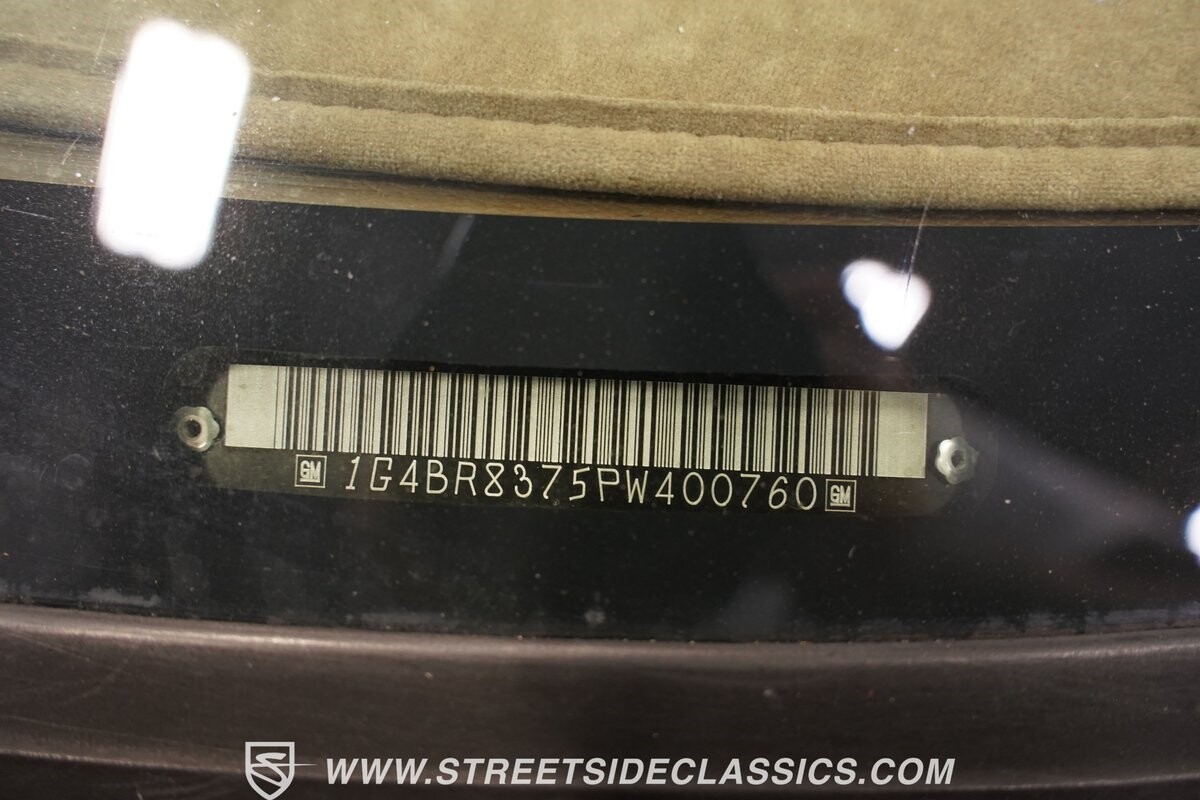 GM 1G4BR8375PW400760 GM
WWW.STREETSIDECLASSICS.COM